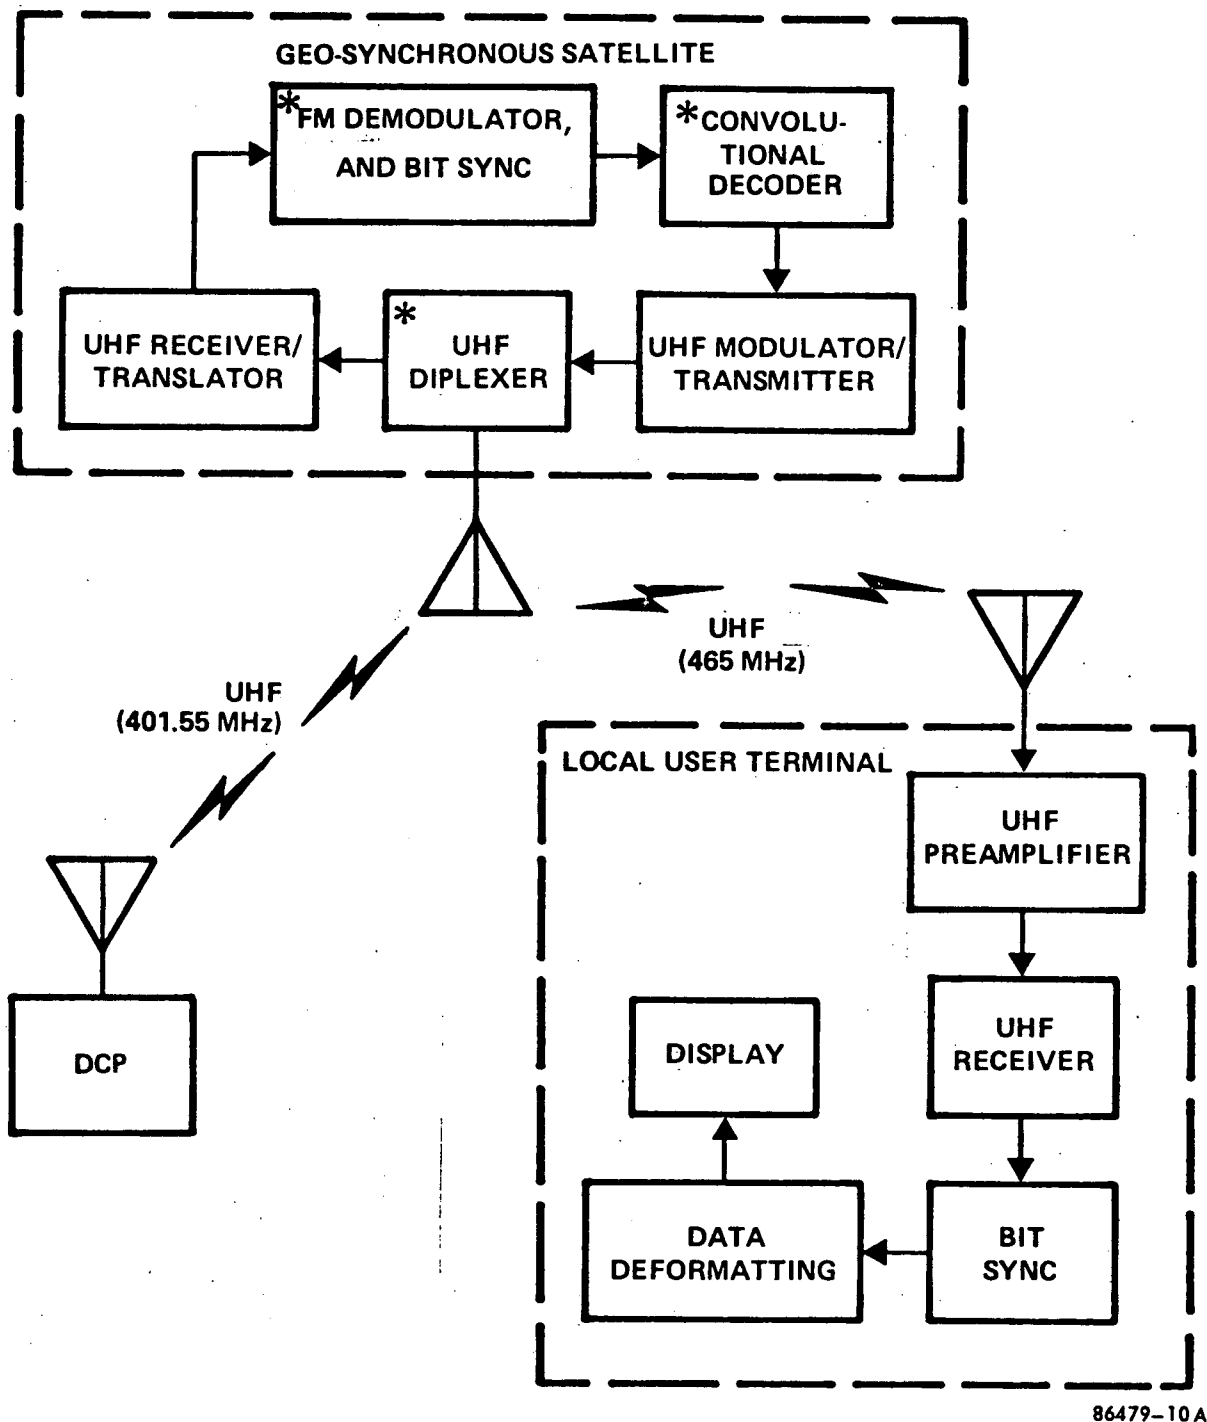 GEO-SYNCHRONOUS SATELLITE
*FM DEMODULATOR,
AND BIT SYNC
*CONVOLU-
TIONAL
DECODER
UHF RECEIVER/
TRANSLATOR
*
UHF
DIPLEXER
UHF MODULATOR/
TRANSMITTER
UHF
(465 MHz)
UHF
(401.55 MHz)
LOCAL USER TERMINAL
UHF
PREAMPLIFIER
DCP
DISPLAY
UHF
RECEIVER
DATA
DEFORMATTING
BIT
SYNC
86479-10A